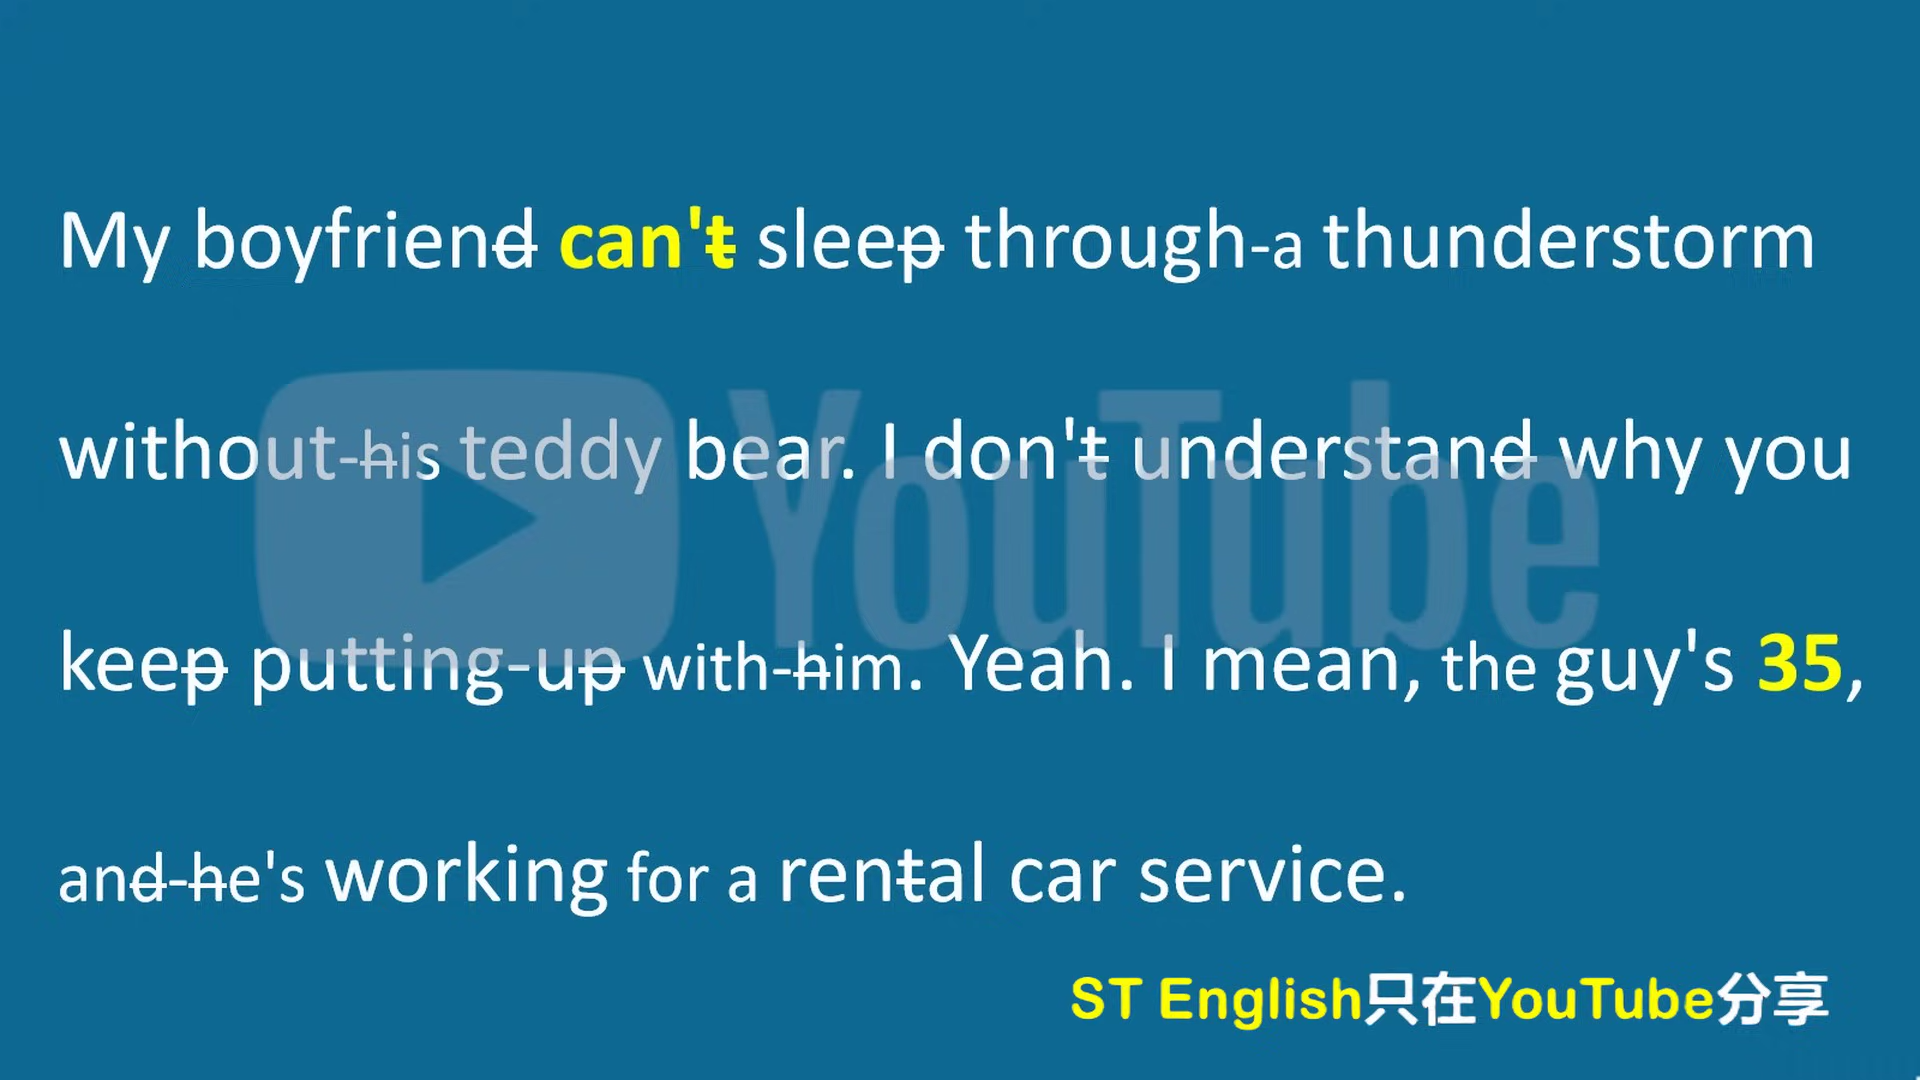 My boyfriend can't sleep through-a thunderstorm
without-his teddy bear. I don't understand why you
YouTube
keep putting-up with-him. Yeah. I mean, the guy's 35,
and-he's working for a rental car service.
ST English只在YouTube分享